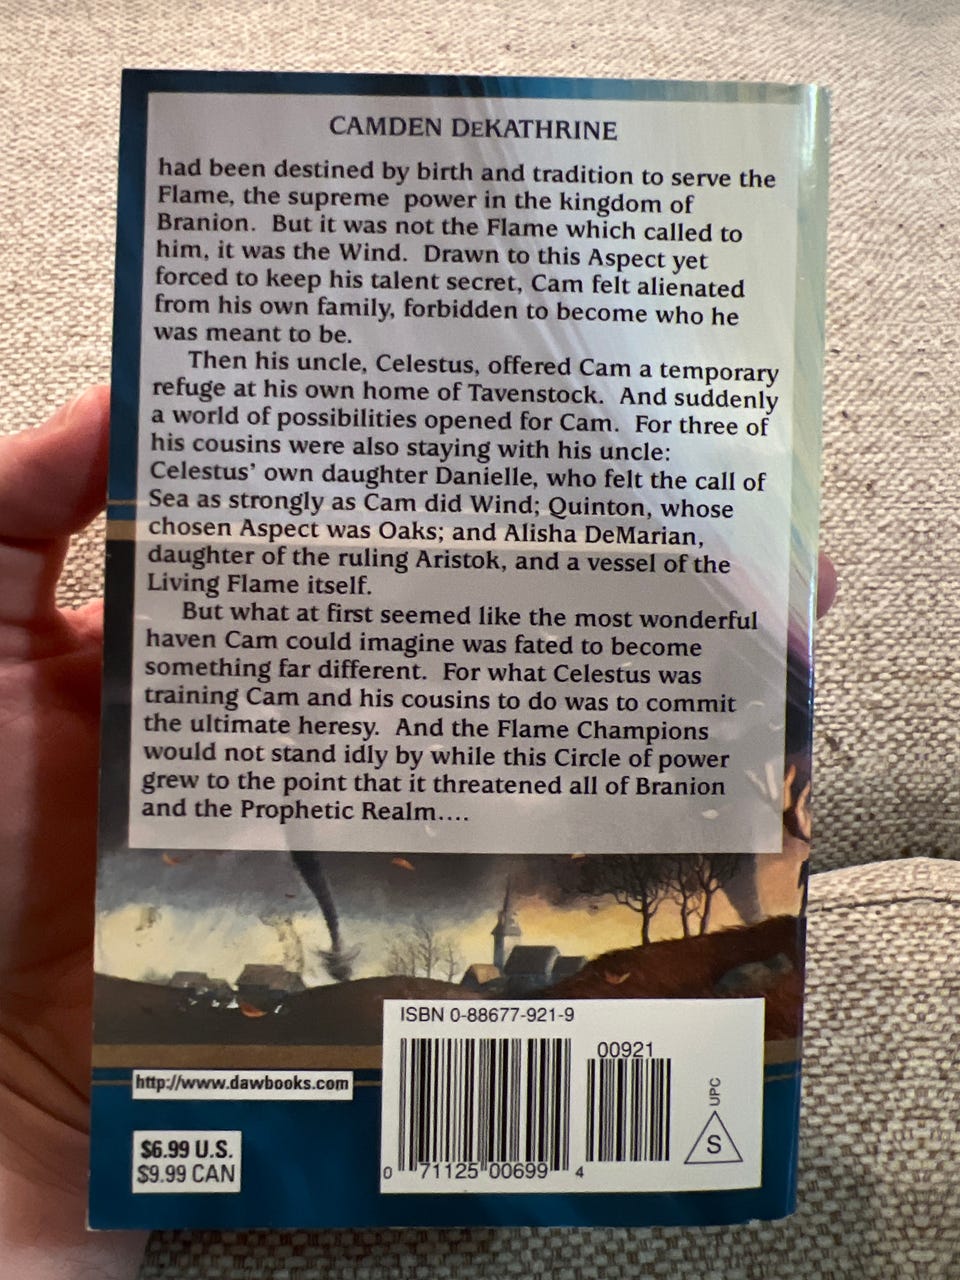 CAMDEN DEKATHRINE
had been destined by birth and tradition to serve the
Flame, the supreme power in the kingdom of
Branion. But it was not the Flame which called to
him, it was the Wind. Drawn to this Aspect yet
forced to keep his talent secret, Cam felt alienated
from his own family, forbidden to become who he
was meant to be.
Then his uncle, Celestus, offered Cam a temporary
refuge at his own home of Tavenstock. And suddenly
a world of possibilities opened for Cam. For three of
his cousins were also staying with his uncle:
Celestus' own daughter Danielle, who felt the call of
Sea as strongly as Cam did Wind; Quinton, whose
chosen Aspect was Oaks; and Alisha DeMarian,
daughter of the ruling Aristok, and a vessel of the
Living Flame itself.
But what at first seemed like the most wonderful
haven Cam could imagine was fated to become
something far different. For what Celestus was
training Cam and his cousins to do was to commit
the ultimate heresy. And the Flame Champions
would not stand idly by while this Circle of power
grew to the point that it threatened all of Branion
and the Prophetic Realm....
ISBN 0-88677-921-9
00921
http://www.dawbooks.com
UPC
S
$6.99 U.S.
$9.99 CAN
0 71125 00699 4